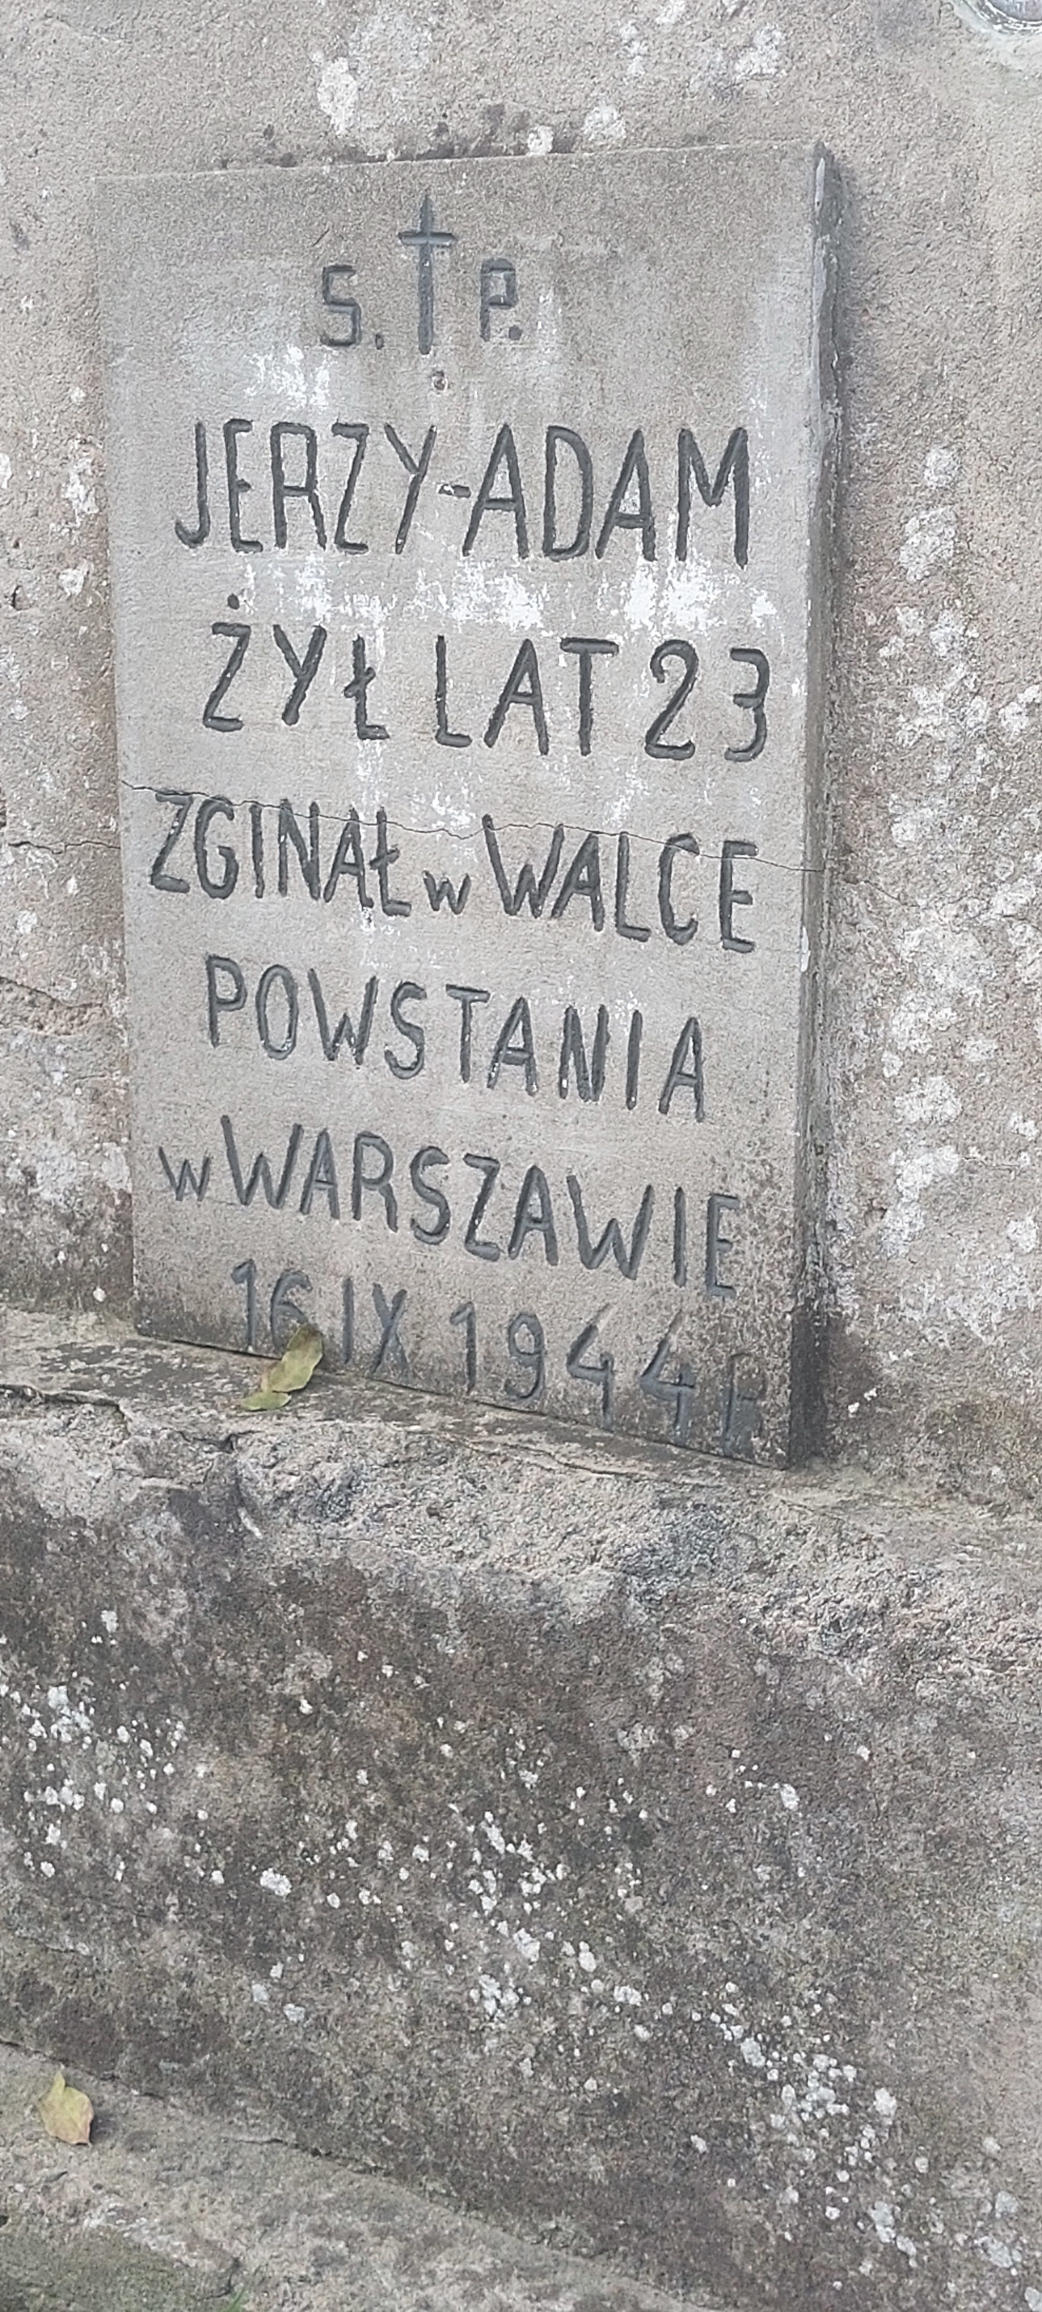 S. † P.
JERZY-ADAM
ŻYŁ LAT 23
ZGINAŁ w WALCE
POWSTANIA
w WARSZAWIE
16 IX 1944 R